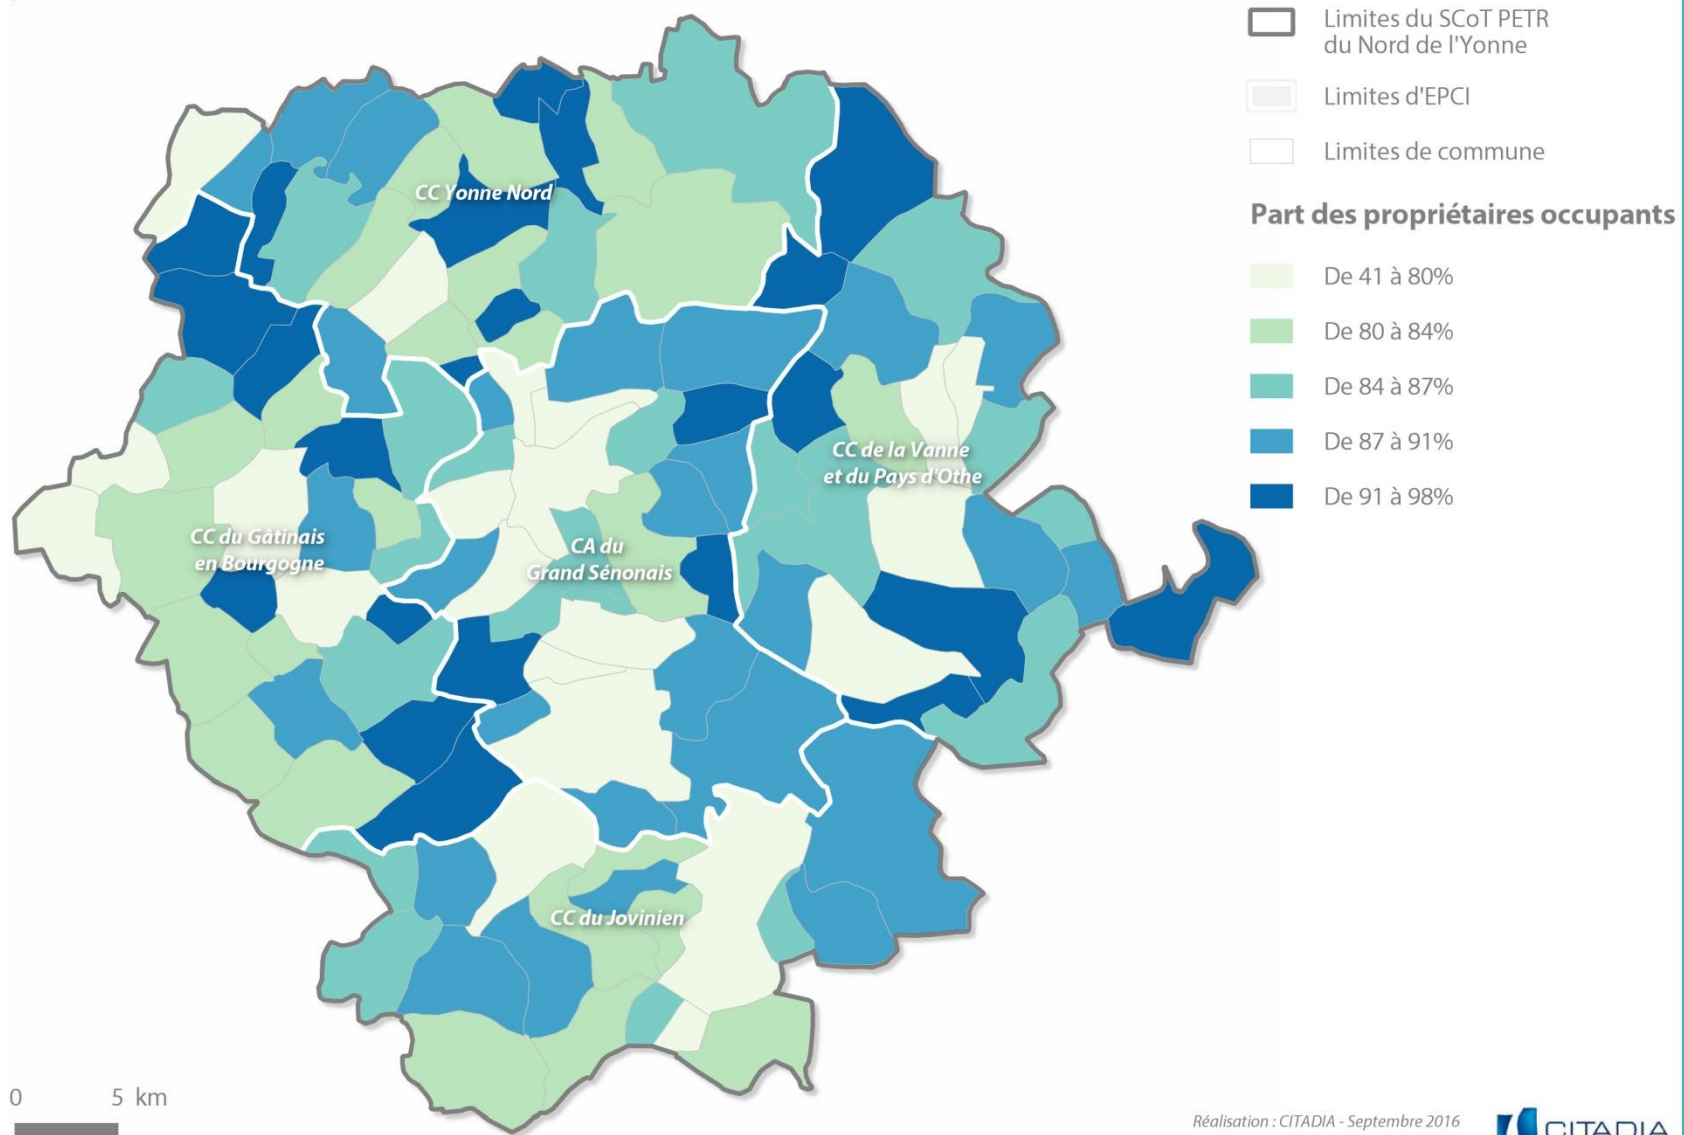 Limites du SCoT PETR
du Nord de l'Yonne
Limites d'EPCI
Limites de commune
Part des propriétaires occupants
De 41 à 80%
De 80 à 84%
De 84 à 87%
De 87 à 91%
De 91 à 98%
CC Yonne Nord
CC de la Vanne
et du Pays d'Othe
CC du Gâtinais
en Bourgogne
CA du
Grand Sénonais
CC du Jovinien
0 5 km
Réalisation : CITADIA - Septembre 2016
CITADIA